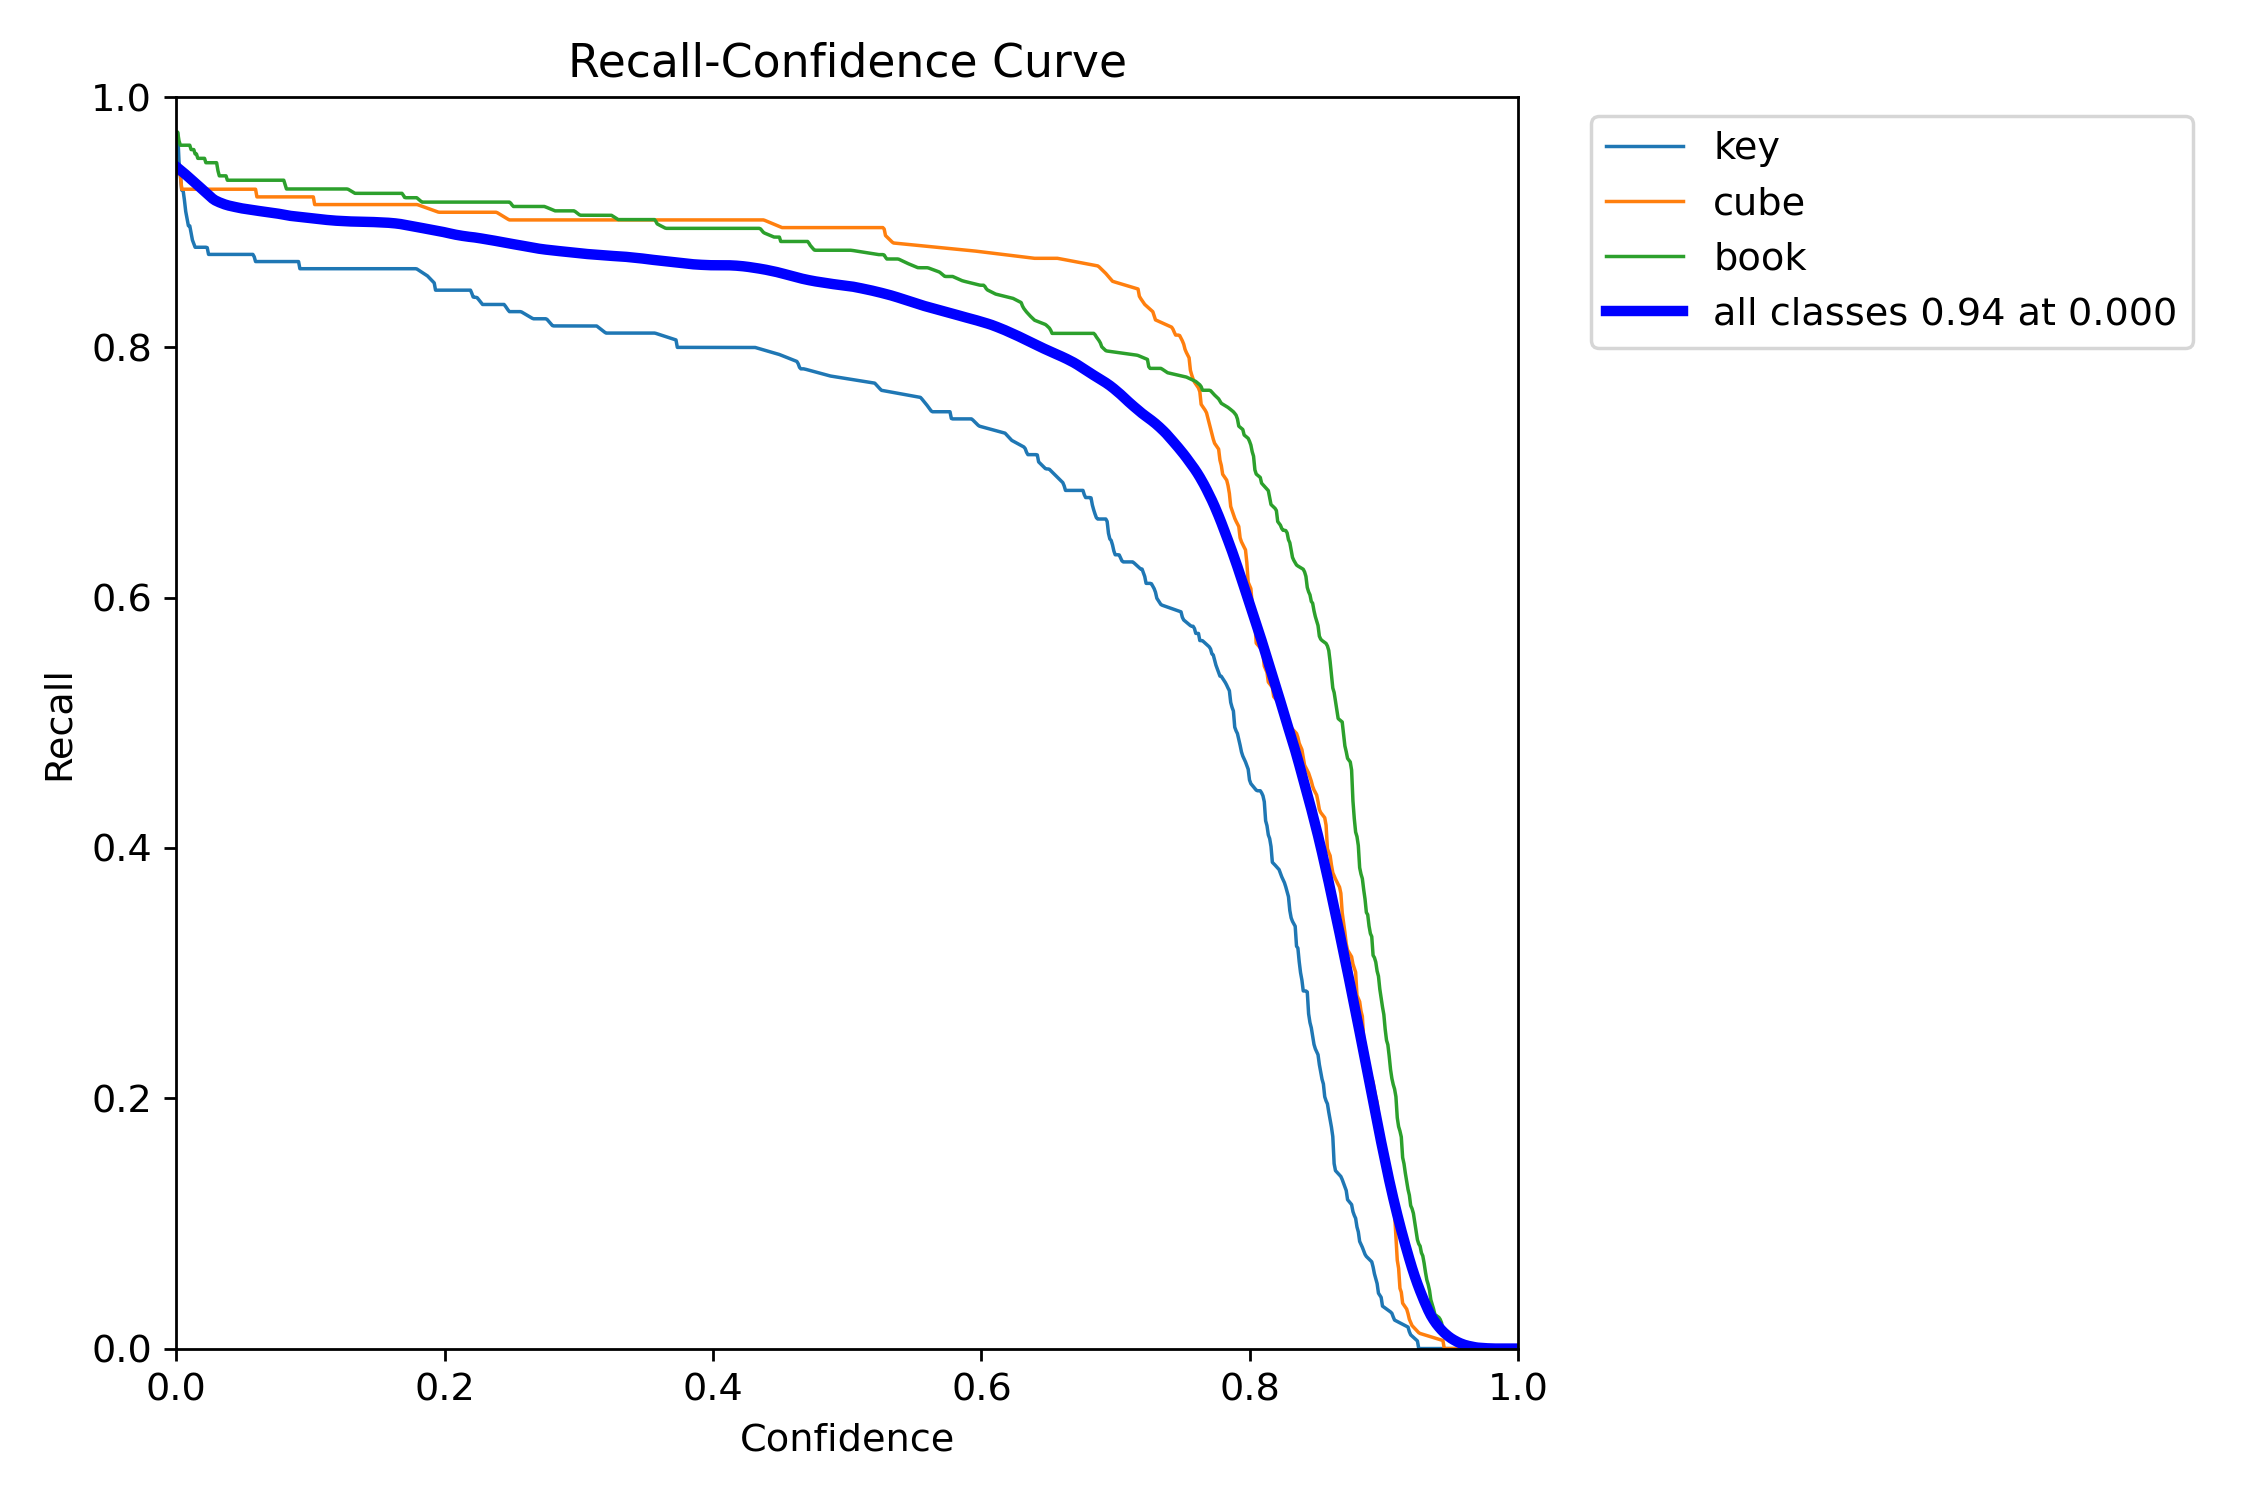 Recall-Confidence Curve
1.0
0.8
0.6
0.4
0.2
0.0
Recall
0.0 0.2 0.4 0.6 0.8 1.0
Confidence
key
cube
book
all classes 0.94 at 0.000